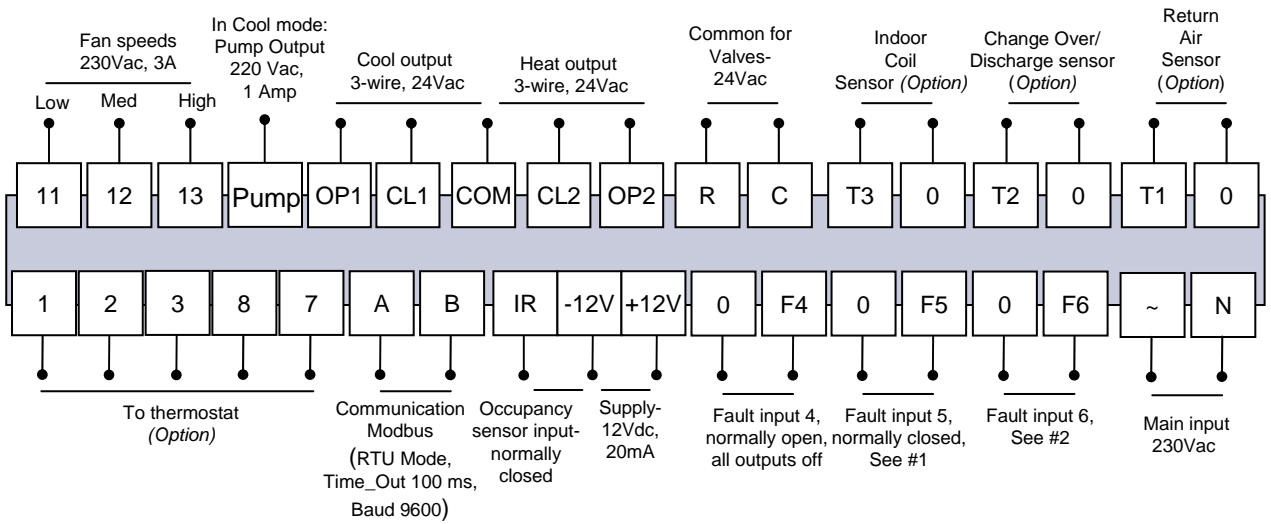 Fan speeds
230Vac, 3A
Low
Med
High
In Cool mode:
Pump Output
220 Vac,
1 Amp
Cool output
3-wire, 24Vac
Heat output
3-wire, 24Vac
Common for
Valves-
24Vac
Indoor
Coil
Sensor (Option)
Change Over/
Discharge sensor
(Option)
Return
Air
Sensor
(Option)
11
12
13
Pump
OP1
CL1
COM
CL2
OP2
R
C
T3
0
T2
0
T1
0
1
2
3
8
7
A
B
IR
-12V
+12V
0
F4
0
F5
0
F6
~
N
To thermostat
(Option)
Communication
Modbus
(RTU Mode,
Time_Out 100 ms,
Baud 9600)
Occupancy
sensor input-
normally
closed
Supply-
12Vdc,
20mA
Fault input 4,
normally open,
all outputs off
Fault input 5,
normally closed,
See #1
Fault input 6,
See #2
Main input
230Vac